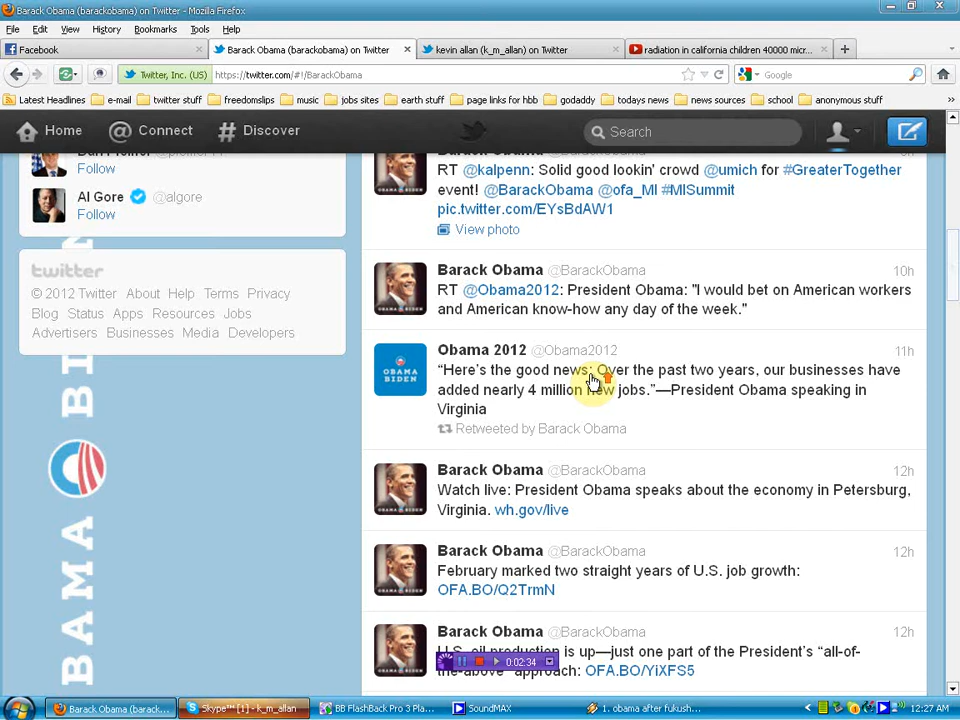 Barack Obama (barackobama) on Twitter - Mozilla Firefox
File Edit View History Bookmarks Tools Help
Facebook × Barack Obama (barackobama) on Twitter × kevin allan (k_m_allan) on Twitter × radiation in california children 40000 micr... × +
Twitter, Inc. (US) https://twitter.com/#!/BarackObama Google
Latest Headlines e-mail twitter stuff freedomslips music jobs sites earth stuff page links for hbb godaddy todays news news sources school anonymous stuff »
Home @ Connect # Discover Search
Follow
Al Gore @algore
Follow
twitter
© 2012 Twitter About Help Terms Privacy
Blog Status Apps Resources Jobs
Advertisers Businesses Media Developers
BAMA BIDEN
RT @kalpenn: Solid good lookin' crowd @umich for #GreaterTogether
event! @BarackObama @ofa_MI #MISummit
pic.twitter.com/EYsBdAW1
View photo
Barack Obama @BarackObama 10h
RT @Obama2012: President Obama: "I would bet on American workers
and American know-how any day of the week."
OBAMA
BIDEN
Obama 2012 @Obama2012 11h
“Here’s the good news: Over the past two years, our businesses have
added nearly 4 million new jobs.”—President Obama speaking in
Virginia
Retweeted by Barack Obama
Barack Obama @BarackObama 12h
Watch live: President Obama speaks about the economy in Petersburg,
Virginia. wh.gov/live
Barack Obama @BarackObama 12h
February marked two straight years of U.S. job growth:
OFA.BO/Q2TrmN
Barack Obama @BarackObama 12h
U.S. oil production is up—just one part of the President’s “all-of-
the-above” approach: OFA.BO/YiXFS5
0:02:34
Barack Obama (barack... Skype™ [1] - k_m_allan BB FlashBack Pro 3 Pla... SoundMAX 1. obama after fukush... 12:27 AM